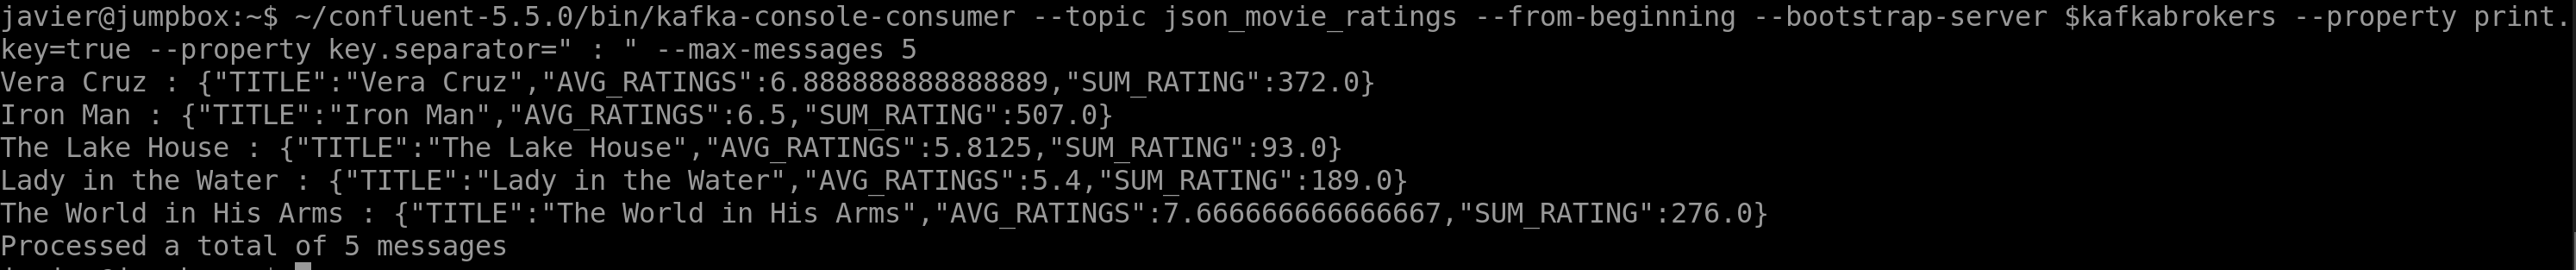 javier@jumpbox:~$ ~/confluent-5.5.0/bin/kafka-console-consumer --topic json_movie_ratings --from-beginning --bootstrap-server $kafkabrokers --property print.
key=true --property key.separator=" : " --max-messages 5
Vera Cruz : {"TITLE":"Vera Cruz","AVG_RATINGS":6.888888888888889,"SUM_RATING":372.0}
Iron Man : {"TITLE":"Iron Man","AVG_RATINGS":6.5,"SUM_RATING":507.0}
The Lake House : {"TITLE":"The Lake House","AVG_RATINGS":5.8125,"SUM_RATING":93.0}
Lady in the Water : {"TITLE":"Lady in the Water","AVG_RATINGS":5.4,"SUM_RATING":189.0}
The World in His Arms : {"TITLE":"The World in His Arms","AVG_RATINGS":7.666666666666667,"SUM_RATING":276.0}
Processed a total of 5 messages